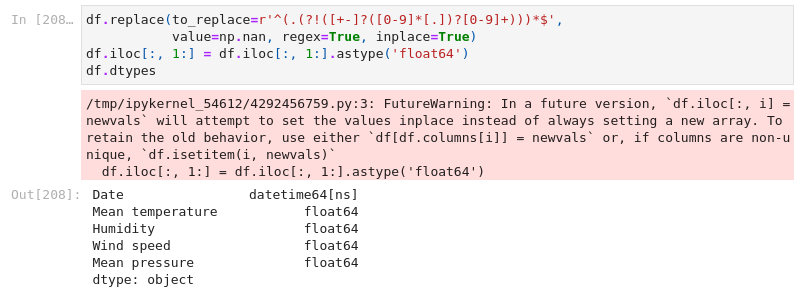 In [208… df.replace(to_replace=r'^(.(?!([+-]?([0-9]*[.])?[0-9]+)))*$',
value=np.nan, regex=True, inplace=True)
df.iloc[:, 1:] = df.iloc[:, 1:].astype('float64')
df.dtypes
/tmp/ipykernel_54612/4292456759.py:3: FutureWarning: In a future version, `df.iloc[:, i] =
newvals` will attempt to set the values inplace instead of always setting a new array. To
retain the old behavior, use either `df[df.columns[i]] = newvals` or, if columns are non-u
nique, `df.isetitem(i, newvals)`
df.iloc[:, 1:] = df.iloc[:, 1:].astype('float64')
Out[208]: Date datetime64[ns]
Mean temperature float64
Humidity float64
Wind speed float64
Mean pressure float64
dtype: object